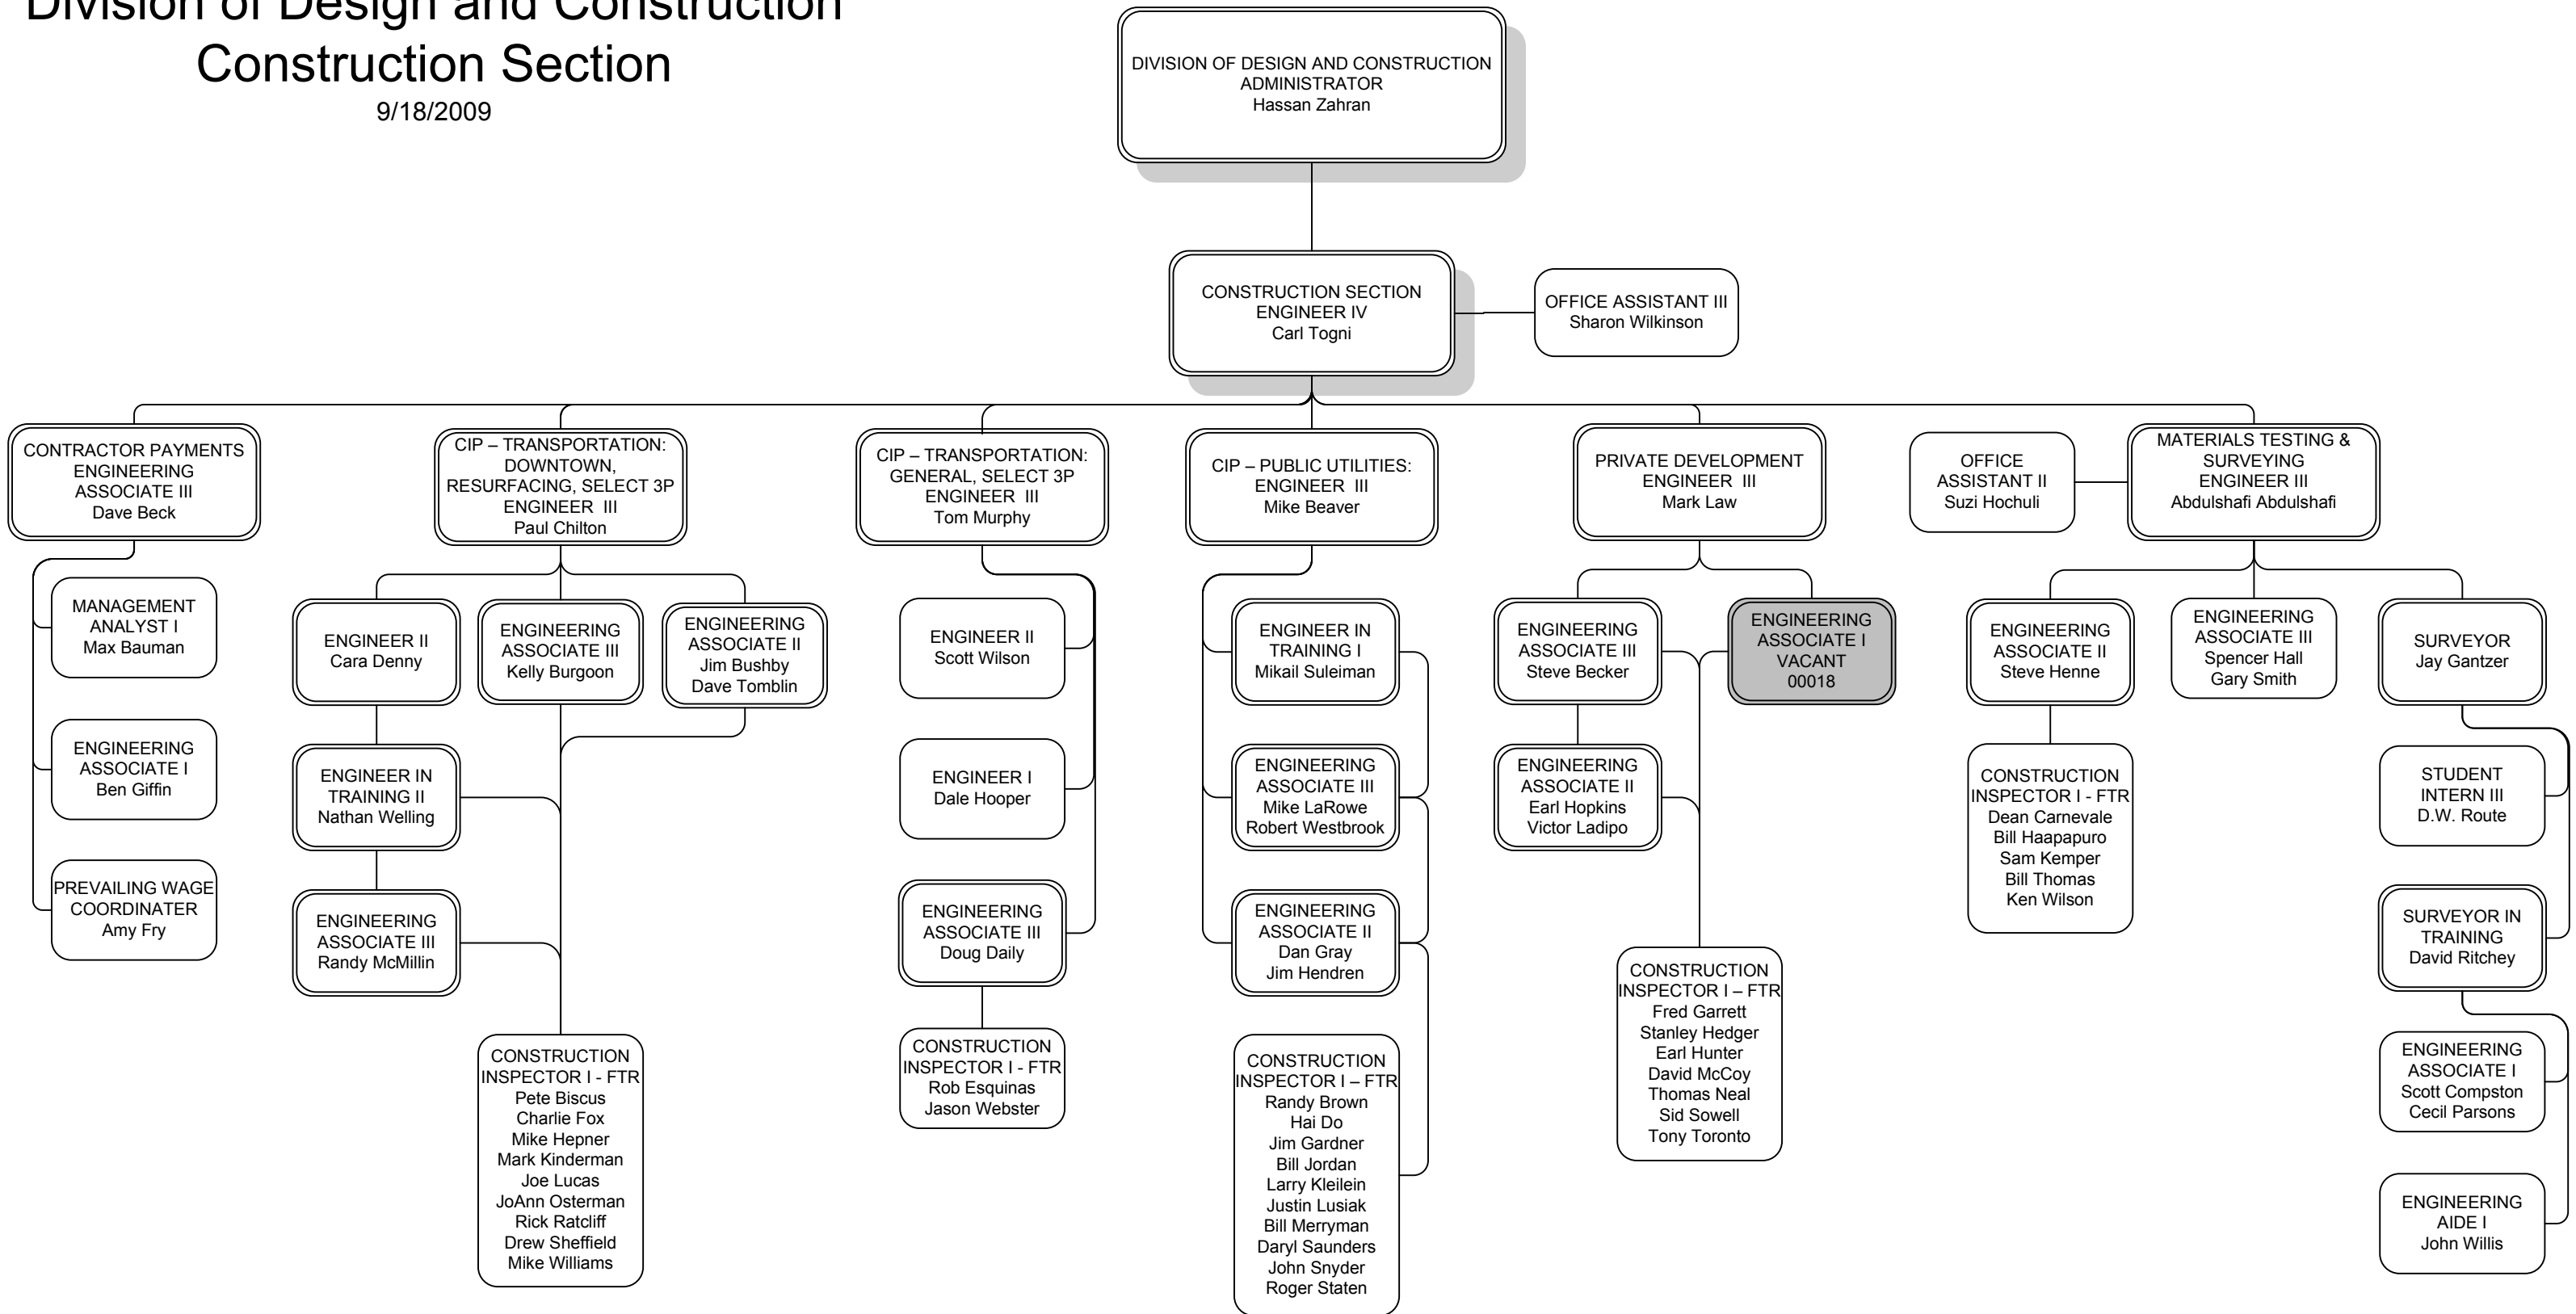 Division of Design and Construction
Construction Section
9/18/2009
DIVISION OF DESIGN AND CONSTRUCTION
ADMINISTRATOR
Hassan Zahran
CONSTRUCTION SECTION
ENGINEER IV
Carl Togni
OFFICE ASSISTANT III
Sharon Wilkinson
CONTRACTOR PAYMENTS
ENGINEERING
ASSOCIATE III
Dave Beck
CIP – TRANSPORTATION:
DOWNTOWN,
RESURFACING, SELECT 3P
ENGINEER  III
Paul Chilton
CIP – TRANSPORTATION:
GENERAL, SELECT 3P
ENGINEER  III
Tom Murphy
CIP – PUBLIC UTILITIES:
ENGINEER  III
Mike Beaver
PRIVATE DEVELOPMENT
ENGINEER  III
Mark Law
OFFICE
ASSISTANT II
Suzi Hochuli
MATERIALS TESTING &
SURVEYING
ENGINEER III
Abdulshafi Abdulshafi
MANAGEMENT
ANALYST I
Max Bauman
ENGINEERING
ASSOCIATE I
Ben Giffin
PREVAILING WAGE
COORDINATER
Amy Fry
ENGINEER II
Cara Denny
ENGINEERING
ASSOCIATE III
Kelly Burgoon
ENGINEERING
ASSOCIATE II
Jim Bushby
Dave Tomblin
ENGINEER IN
TRAINING II
Nathan Welling
ENGINEERING
ASSOCIATE III
Randy McMillin
CONSTRUCTION
INSPECTOR I - FTR
Pete Biscus
Charlie Fox
Mike Hepner
Mark Kinderman
Joe Lucas
JoAnn Osterman
Rick Ratcliff
Drew Sheffield
Mike Williams
ENGINEER II
Scott Wilson
ENGINEER I
Dale Hooper
ENGINEERING
ASSOCIATE III
Doug Daily
CONSTRUCTION
INSPECTOR I - FTR
Rob Esquinas
Jason Webster
ENGINEER IN
TRAINING I
Mikail Suleiman
ENGINEERING
ASSOCIATE III
Mike LaRowe
Robert Westbrook
ENGINEERING
ASSOCIATE II
Dan Gray
Jim Hendren
CONSTRUCTION
INSPECTOR I – FTR
Randy Brown
Hai Do
Jim Gardner
Bill Jordan
Larry Kleilein
Justin Lusiak
Bill Merryman
Daryl Saunders
John Snyder
Roger Staten
ENGINEERING
ASSOCIATE III
Steve Becker
ENGINEERING
ASSOCIATE I
VACANT
00018
ENGINEERING
ASSOCIATE II
Earl Hopkins
Victor Ladipo
CONSTRUCTION
INSPECTOR I – FTR
Fred Garrett
Stanley Hedger
Earl Hunter
David McCoy
Thomas Neal
Sid Sowell
Tony Toronto
ENGINEERING
ASSOCIATE II
Steve Henne
CONSTRUCTION
INSPECTOR I - FTR
Dean Carnevale
Bill Haapapuro
Sam Kemper
Bill Thomas
Ken Wilson
ENGINEERING
ASSOCIATE III
Spencer Hall
Gary Smith
SURVEYOR
Jay Gantzer
STUDENT
INTERN III
D.W. Route
SURVEYOR IN
TRAINING
David Ritchey
ENGINEERING
ASSOCIATE I
Scott Compston
Cecil Parsons
ENGINEERING
AIDE I
John Willis